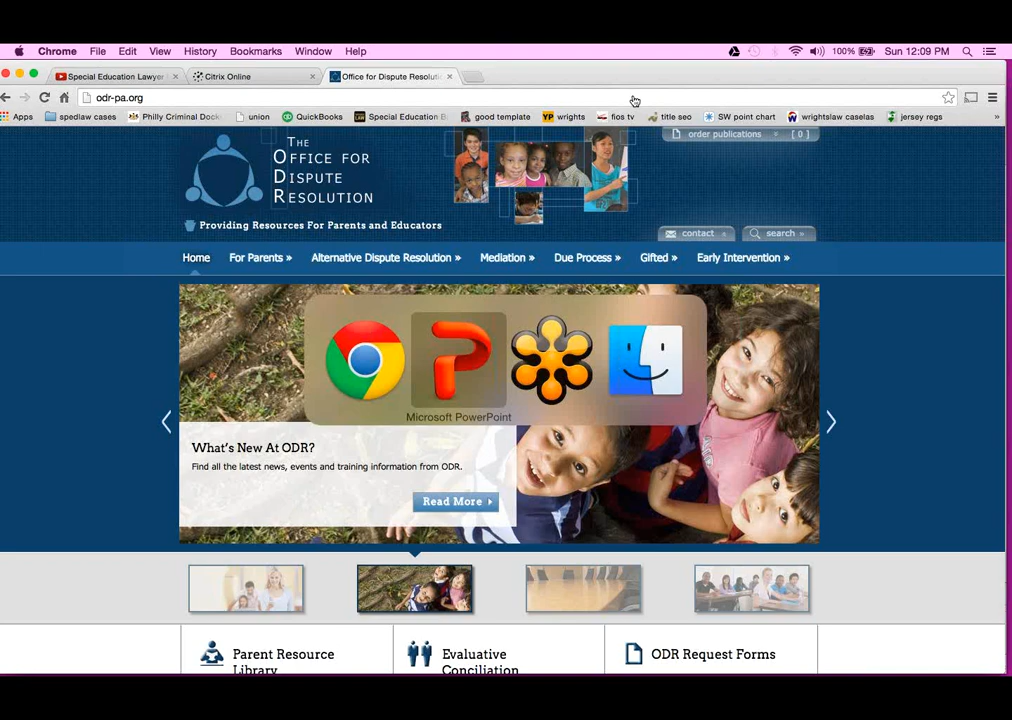 Chrome File Edit View History Bookmarks Window Help 100% Sun 12:09 PM
Special Education Lawyer Citrix Online Office for Dispute Resoluti
odr-pa.org
Apps spedlaw cases Philly Criminal Dock union QuickBooks Special Education B good template YP wrights fios tv title seo SW point chart wrightslaw caselas jersey regs »
order publications [ 0 ]
THE
OFFICE FOR
DISPUTE
RESOLUTION
Providing Resources For Parents and Educators
contact search »
Home For Parents » Alternative Dispute Resolution » Mediation » Due Process » Gifted » Early Intervention »
Microsoft PowerPoint
What's New At ODR?
Find all the latest news, events and training information from ODR.
Read More
Parent Resource
Library
Evaluative
Conciliation
ODR Request Forms